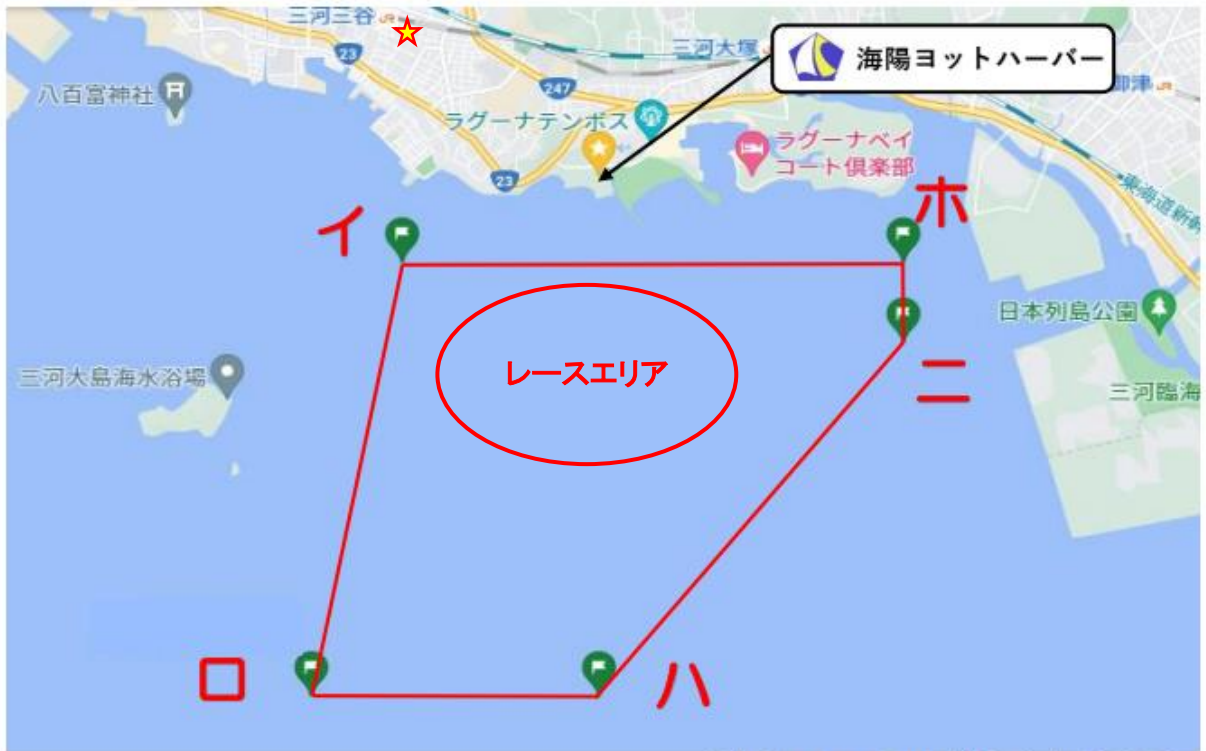 三河三谷 JR
23
三河大塚
海陽ヨットハーバー
八百富神社
247
御津 JR
ラグーナテンボス
ラグーナベイ
コート倶楽部
23
東海道新幹
イ
ホ
日本列島公園
レースエリア
三河大島海水浴場
ニ
三河臨海
ロ
ハ